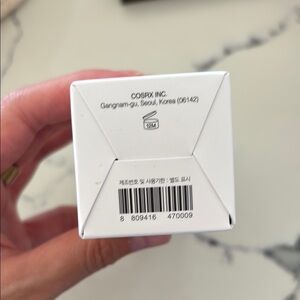 COSRX INC.
Gangnam-gu, Seoul, Korea (06142)
12M
제조번호 및 사용기한 : 별도 표시
8 809416 470009